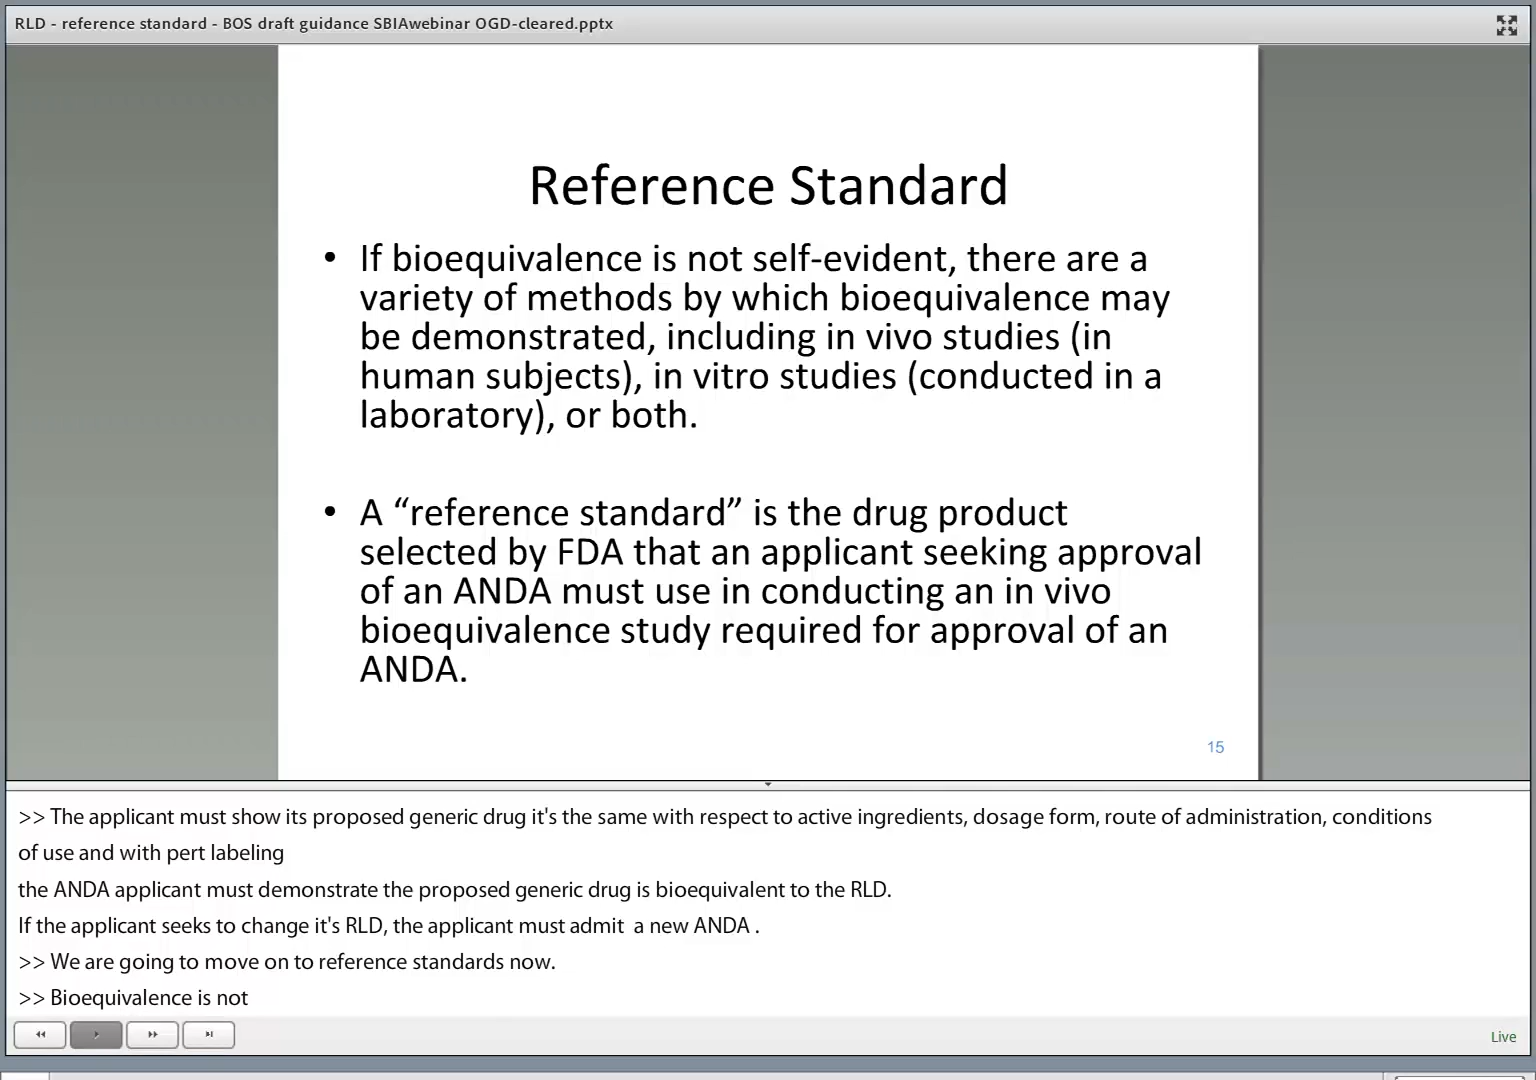 RLD - reference standard - BOS draft guidance SBIAwebinar OGD-cleared.pptx
Reference Standard
• If bioequivalence is not self-evident, there are a
variety of methods by which bioequivalence may
be demonstrated, including in vivo studies (in
human subjects), in vitro studies (conducted in a
laboratory), or both.
• A “reference standard” is the drug product
selected by FDA that an applicant seeking approval
of an ANDA must use in conducting an in vivo
bioequivalence study required for approval of an
ANDA.
15
>> The applicant must show its proposed generic drug it's the same with respect to active ingredients, dosage form, route of administration, conditions
of use and with pert labeling
the ANDA applicant must demonstrate the proposed generic drug is bioequivalent to the RLD.
If the applicant seeks to change it's RLD, the applicant must admit  a new ANDA .
>> We are going to move on to reference standards now.
>> Bioequivalence is not
Live